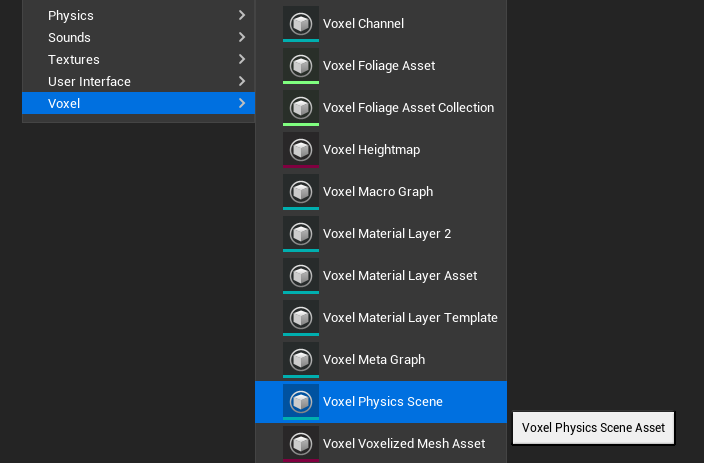 Physics
Sounds
Textures
User Interface
Voxel
Voxel Channel
Voxel Foliage Asset
Voxel Foliage Asset Collection
Voxel Heightmap
Voxel Macro Graph
Voxel Material Layer 2
Voxel Material Layer Asset
Voxel Material Layer Template
Voxel Meta Graph
Voxel Physics Scene
Voxel Physics Scene Asset
Voxel Voxelized Mesh Asset